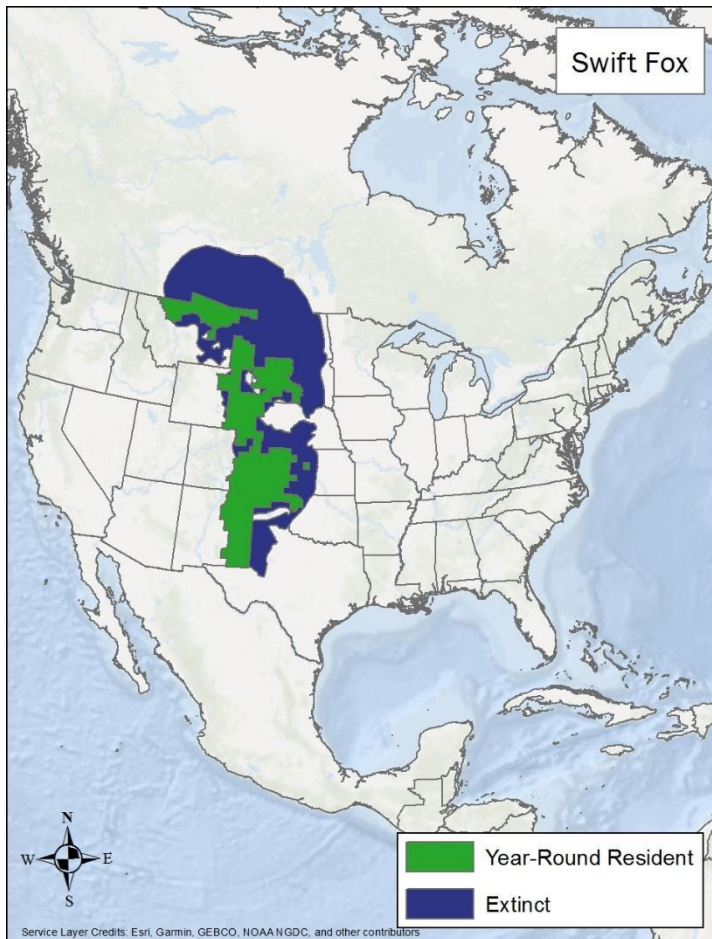 Swift Fox
N
W E
S
Year-Round Resident
Extinct
Service Layer Credits: Esri, Garmin, GEBCO, NOAA NGDC, and other contributors